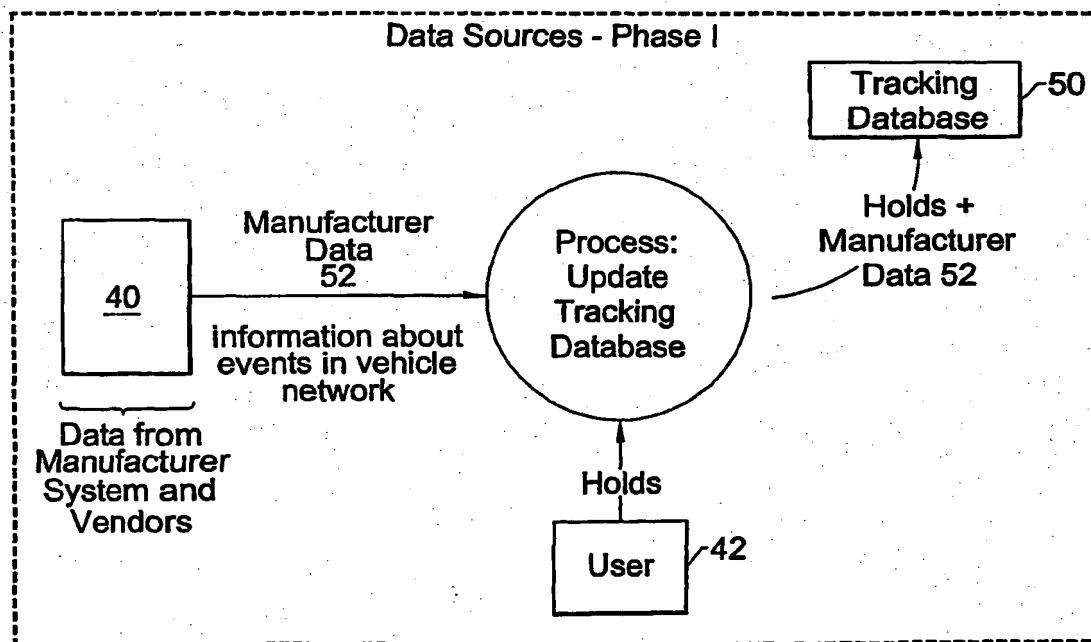 Data Sources - Phase I
Tracking
Database
50
Holds +
Manufacturer
Data 52
Manufacturer
Data
52
40
Information about
events in vehicle
network
Process:
Update
Tracking
Database
Data from
Manufacturer
System and
Vendors
Holds
User
42